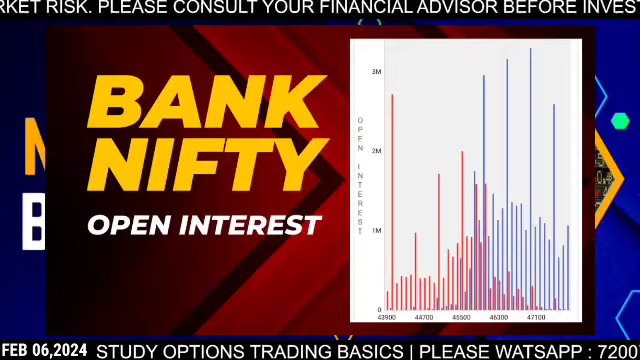 RKET RISK. PLEASE CONSULT YOUR FINANCIAL ADVISOR BEFORE INVEST
BANK
NIFTY
OPEN INTEREST
OPEN INTEREST
3M
2M
1M
0
43900 44700 45500 46300 47100
N
B
FEB 06,2024 STUDY OPTIONS TRADING BASICS | PLEASE WATSAPP : 7200